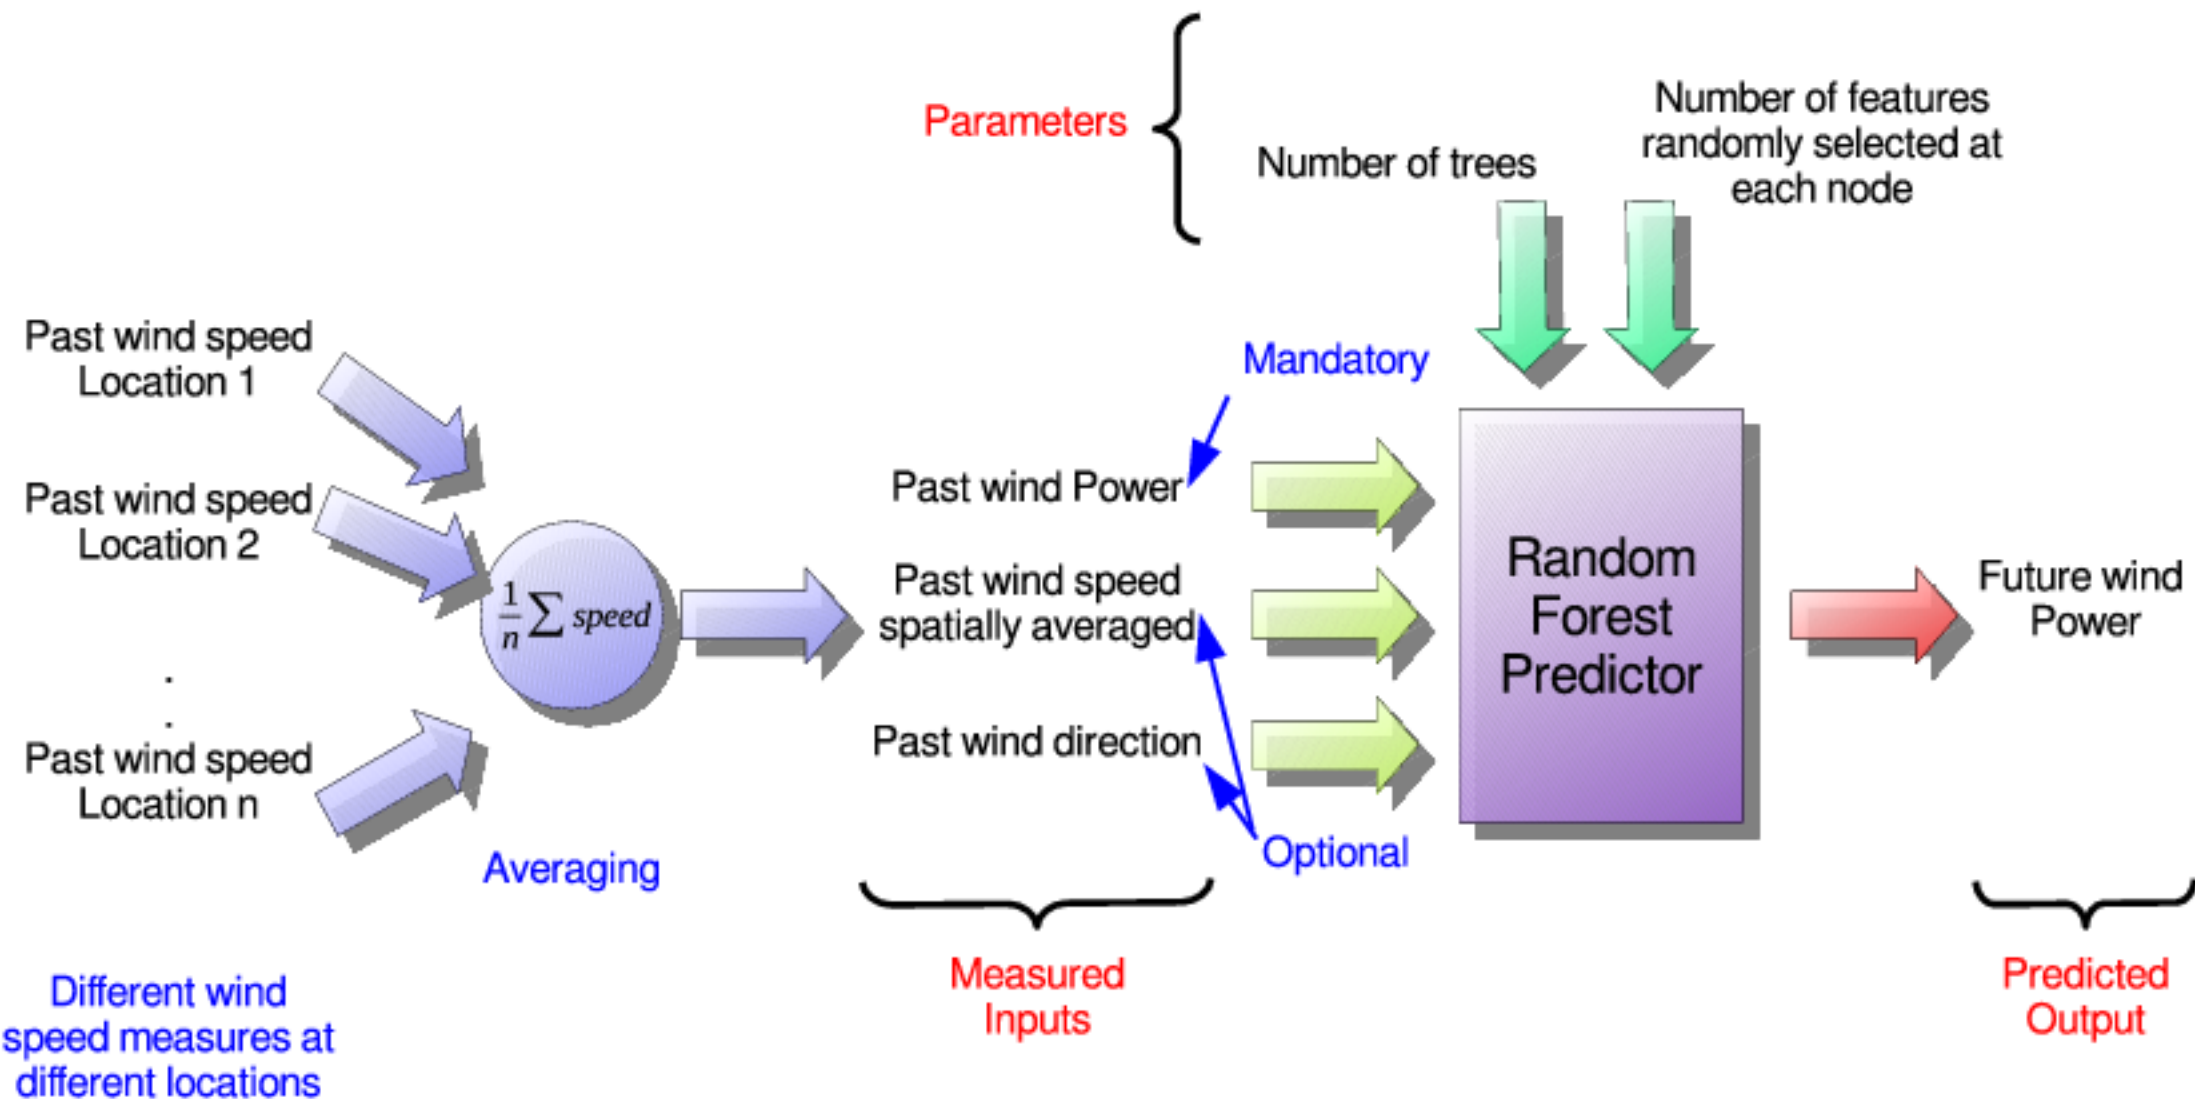 Parameters
Number of trees
Number of features
randomly selected at
each node
Past wind speed
Location 1
Past wind speed
Location 2
.
.
Past wind speed
Location n
1/n ∑ speed
Averaging
Different wind
speed measures at
different locations
Mandatory
Past wind Power
Past wind speed
spatially averaged
Past wind direction
Optional
Measured
Inputs
Random
Forest
Predictor
Future wind
Power
Predicted
Output